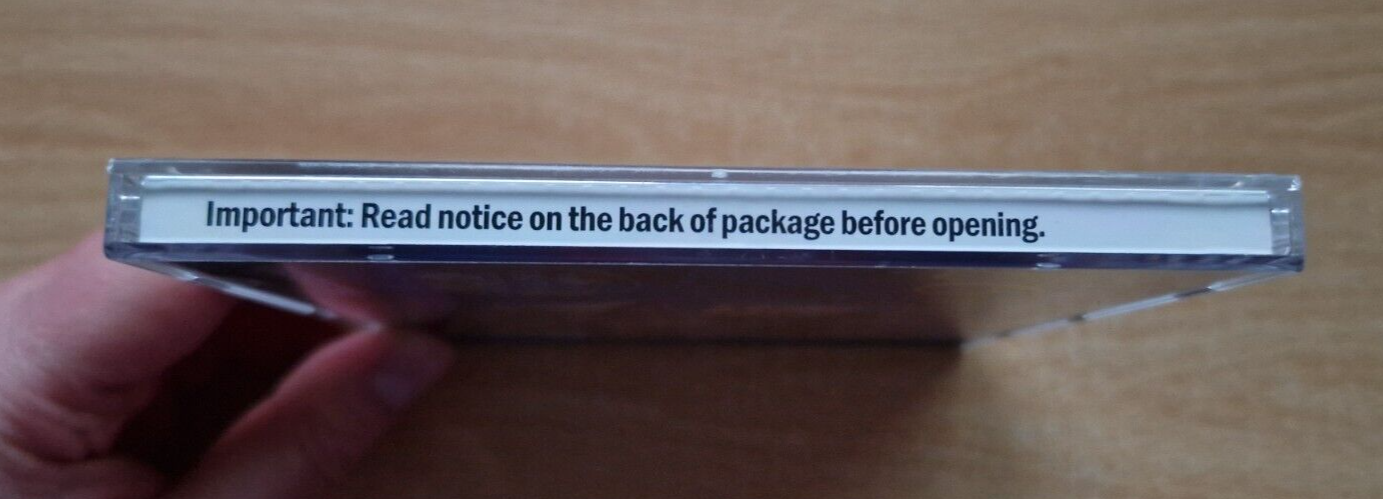 Important: Read notice on the back of package before opening.